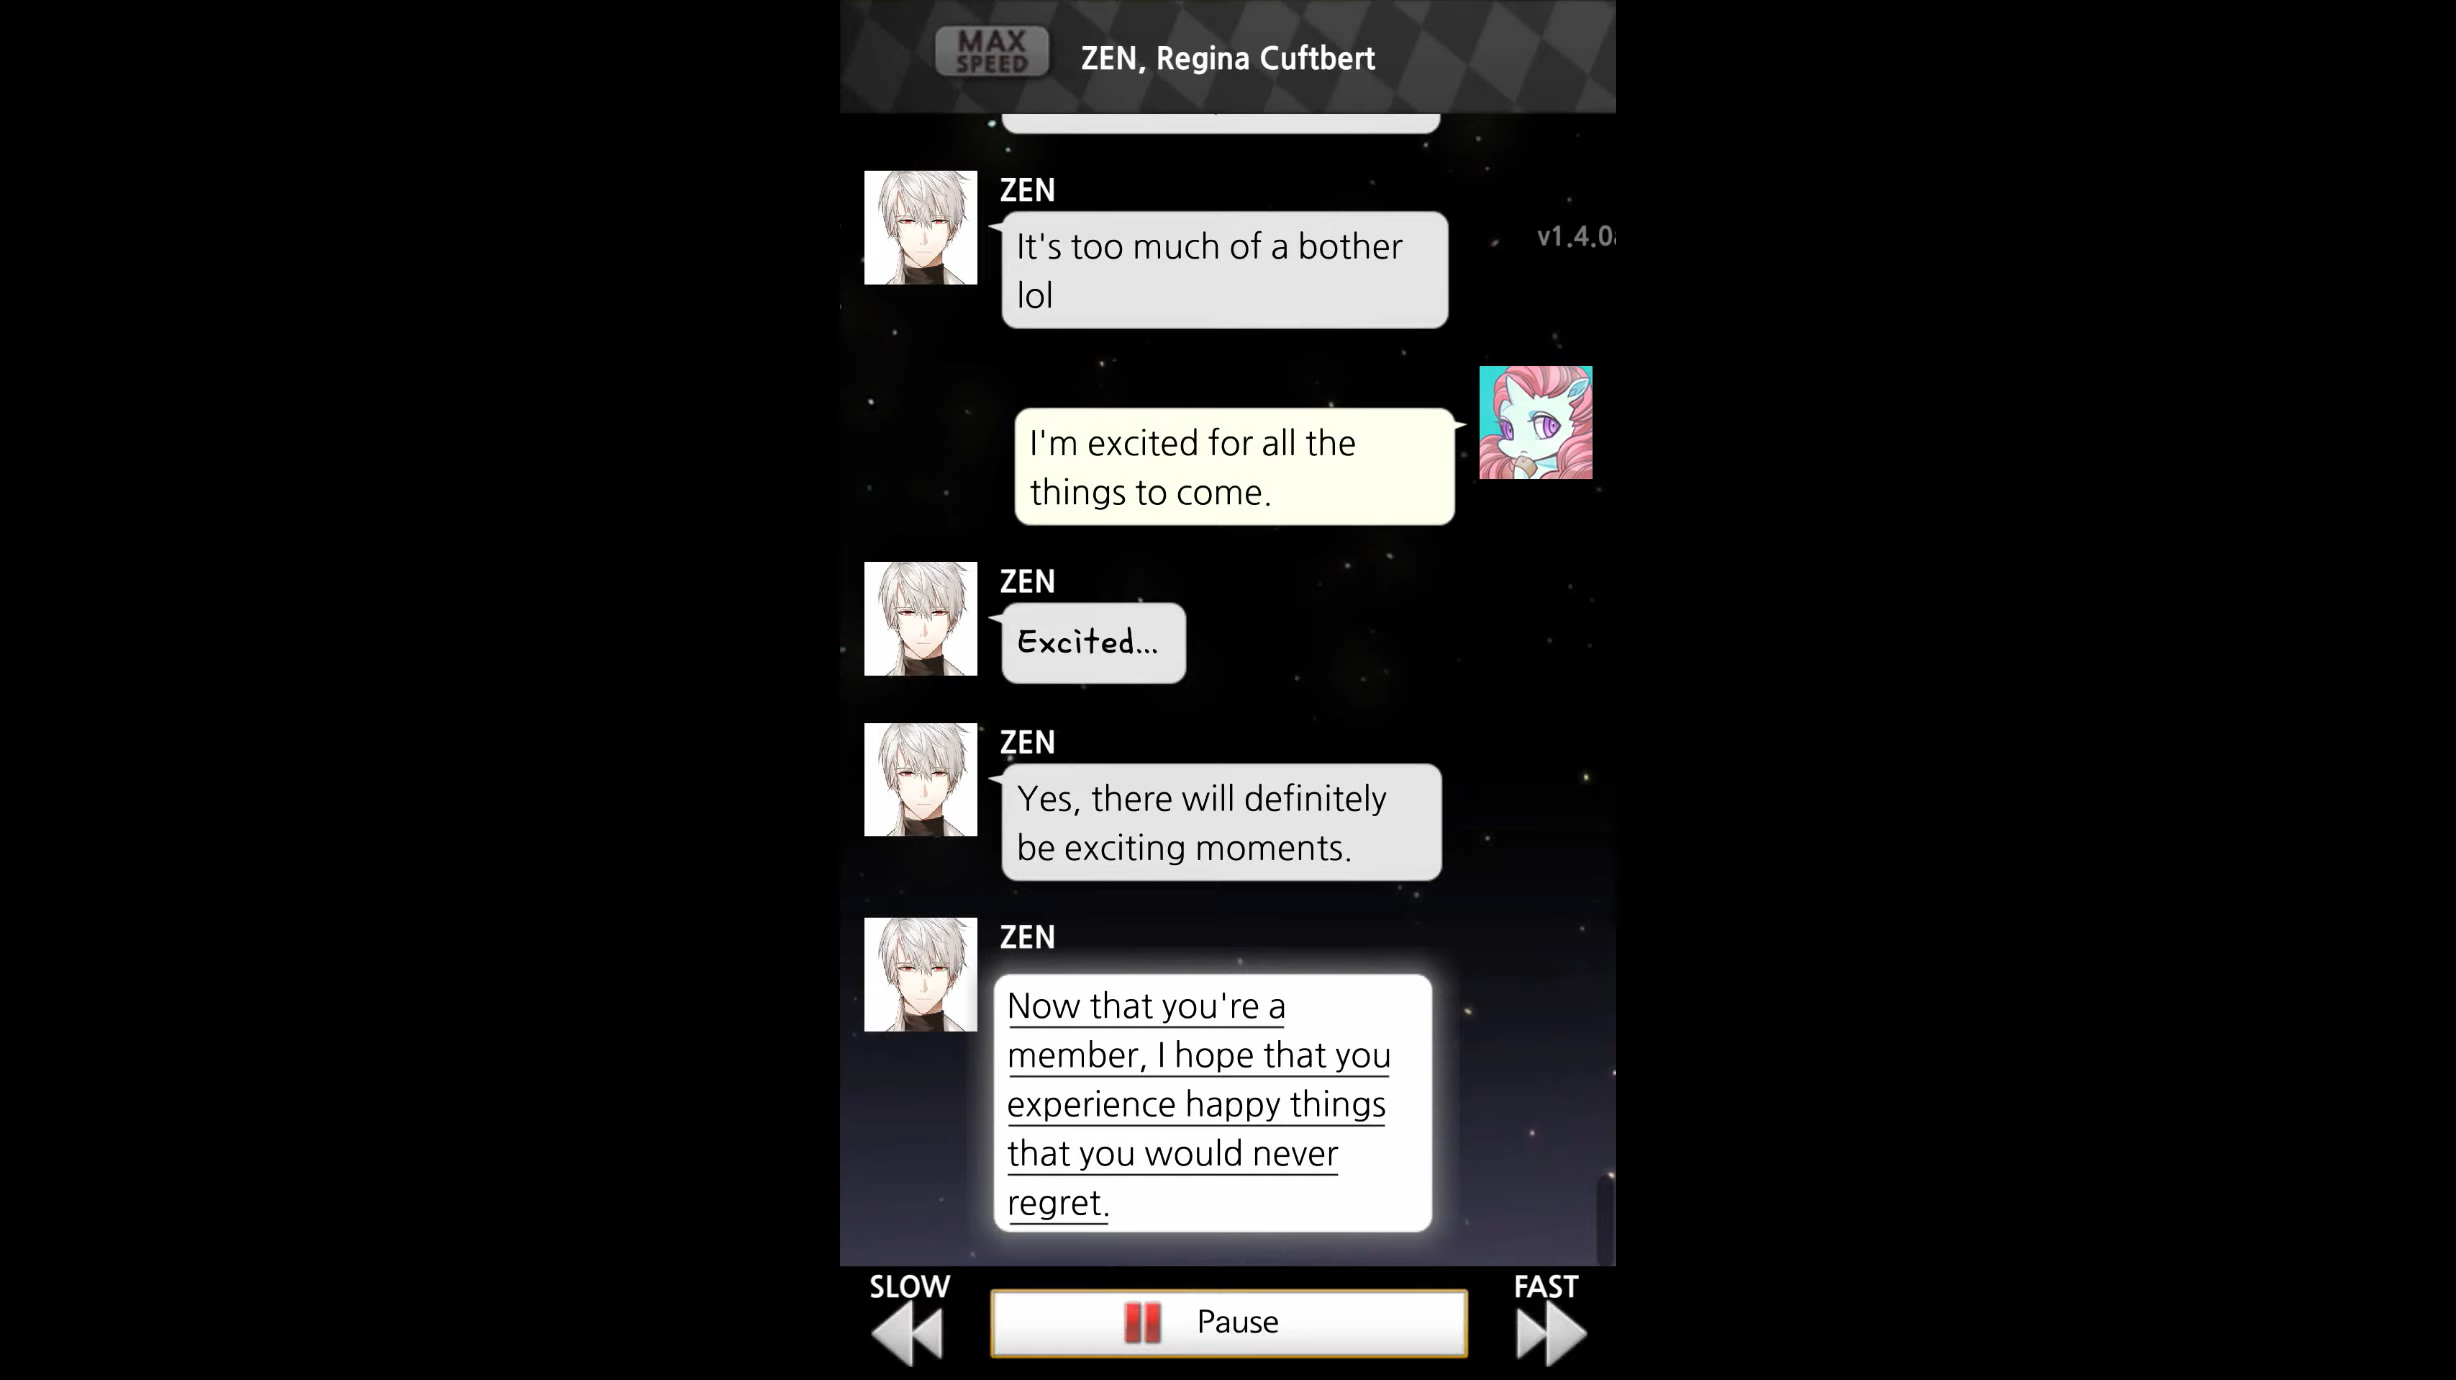 MAX
SPEED
ZEN, Regina Cuftbert
ZEN
It's too much of a bother
lol
v1.4.0
I'm excited for all the
things to come.
ZEN
Excited...
ZEN
Yes, there will definitely
be exciting moments.
ZEN
Now that you're a
member, I hope that you
experience happy things
that you would never
regret.
SLOW
Pause
FAST